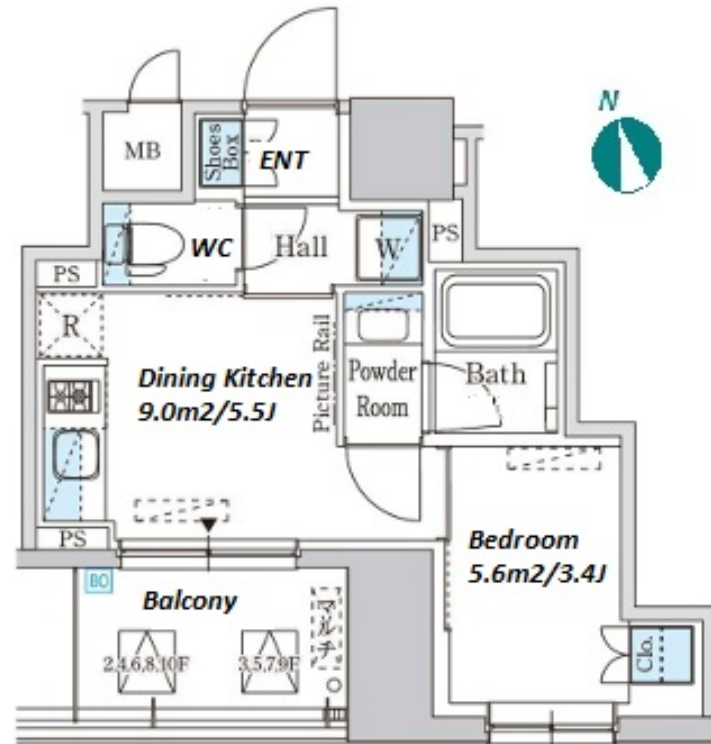 N
MB
Shoes
Box
ENT
WC
Hall
W
PS
PS
R
Dining Kitchen
9.0m2/5.5J
Picture Rail
Powder
Room
Bath
PS
Bedroom
5.6m2/3.4J
BO
Balcony
マルチ
2,4,6,8,10F
3,5,7,9F
Clo.